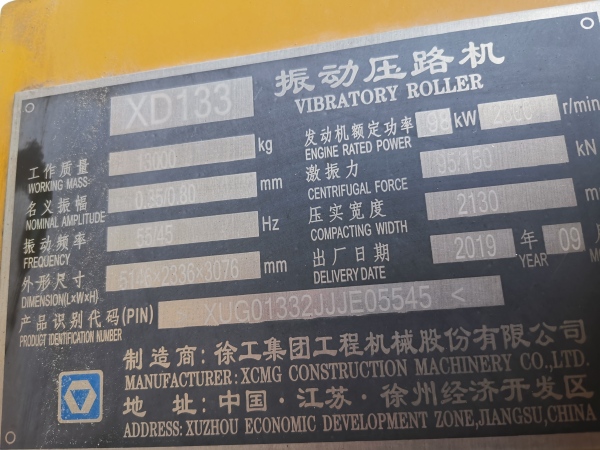 振动压路机
XD133 VIBRATORY ROLLER
工作质量 kg 发动机额定功率 98 kW r/min
WORKING MASS ENGINE RATED POWER
名义振幅 0.35/0.80 mm 激振力 95/150 kN
NOMINAL AMPLITUDE CENTRIFUGAL FORCE
振动频率 55/45 Hz 压实宽度 2130
FREQUENCY COMPACTING WIDTH
外形尺寸 mm 出厂日期 2019 年 09
DIMENSION(L×W×H) DELIVERY DATE YEAR
产品识别代码(PIN) XUG01332JJJE05545 <
PRODUCT IDENTIFICATION NUMBER
制造商:徐工集团工程机械股份有限公司
MANUFACTURER: XCMG CONSTRUCTION MACHINERY CO.,LTD.
地 址:中国·江苏·徐州经济开发区
ADDRESS: XUZHOU ECONOMIC DEVELOPMENT ZONE,JIANGSU,CHINA